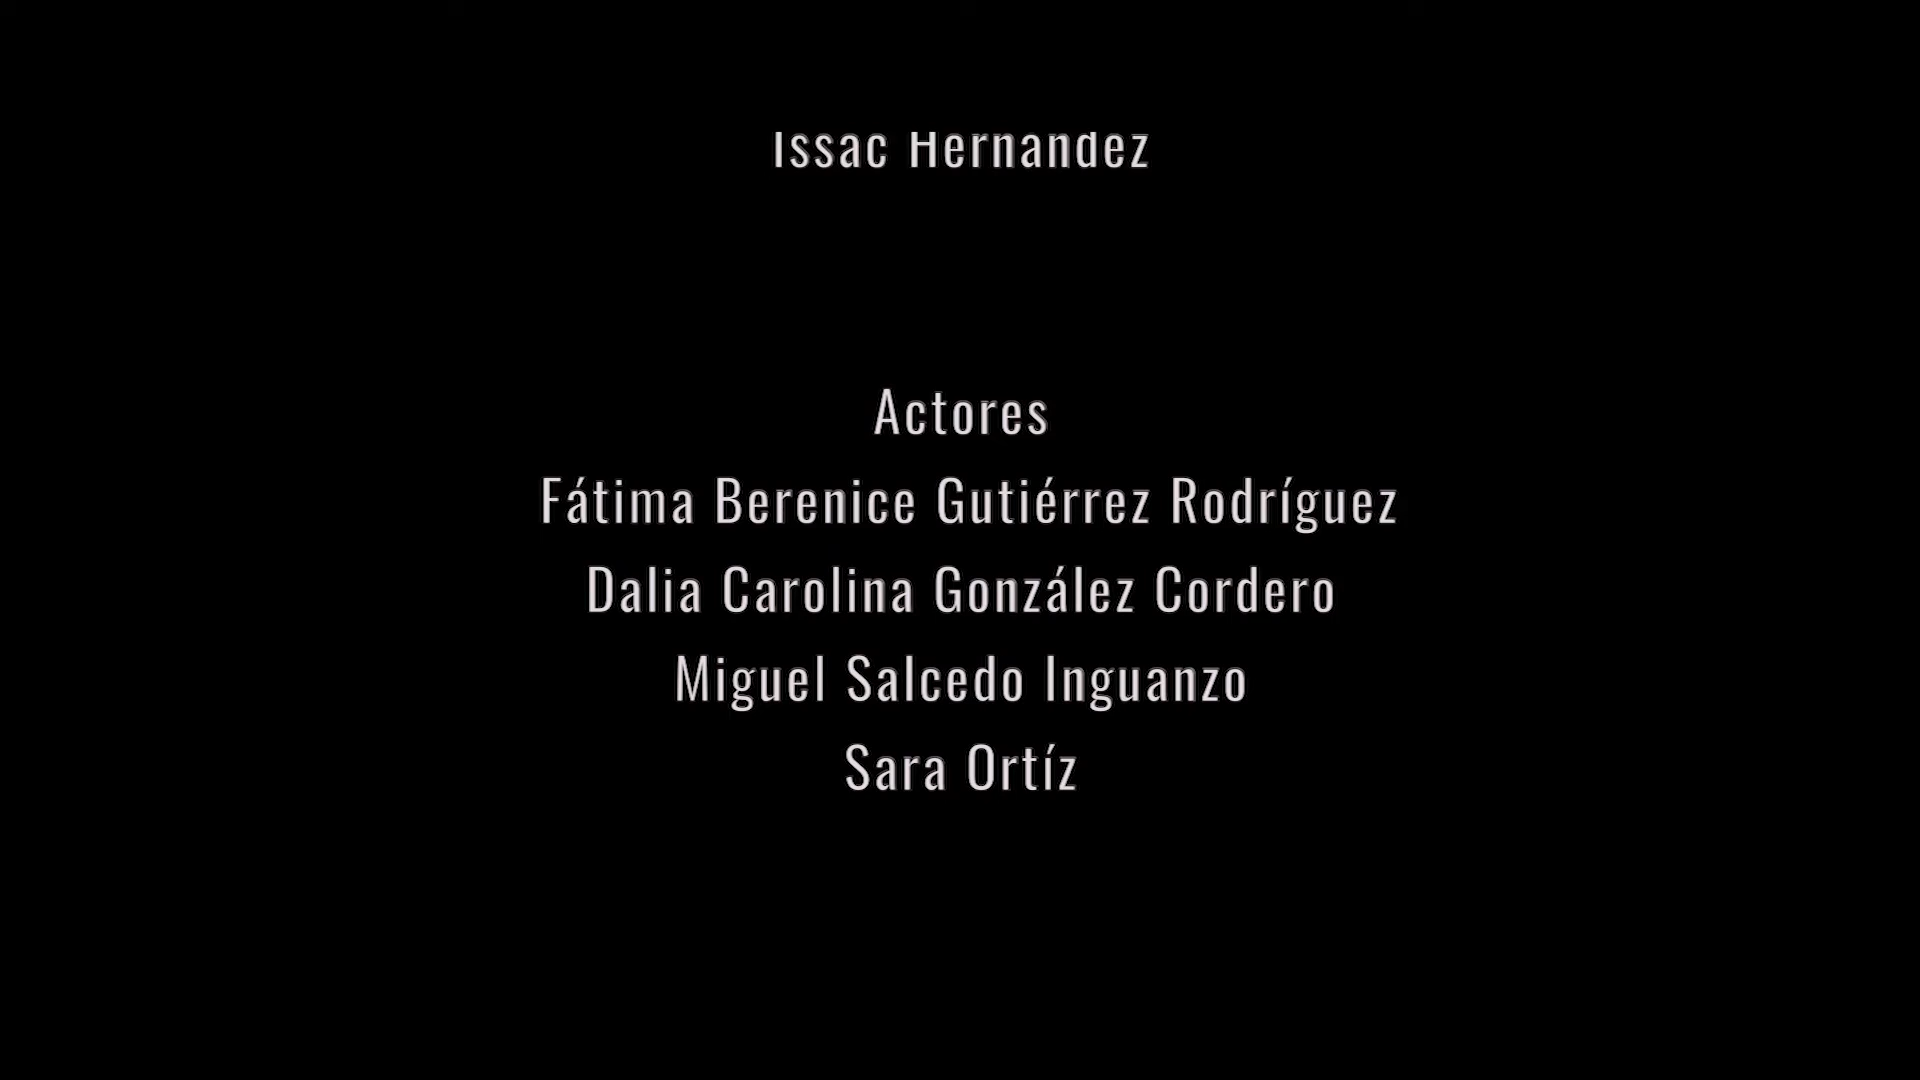 Issac Hernandez
Actores
Fátima Berenice Gutiérrez Rodríguez
Dalia Carolina González Cordero
Miguel Salcedo Inguanzo
Sara Ortíz